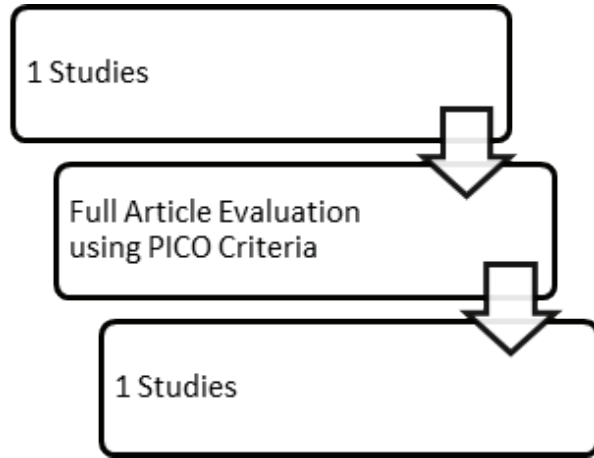 1 Studies
Full Article Evaluation
using PICO Criteria
1 Studies